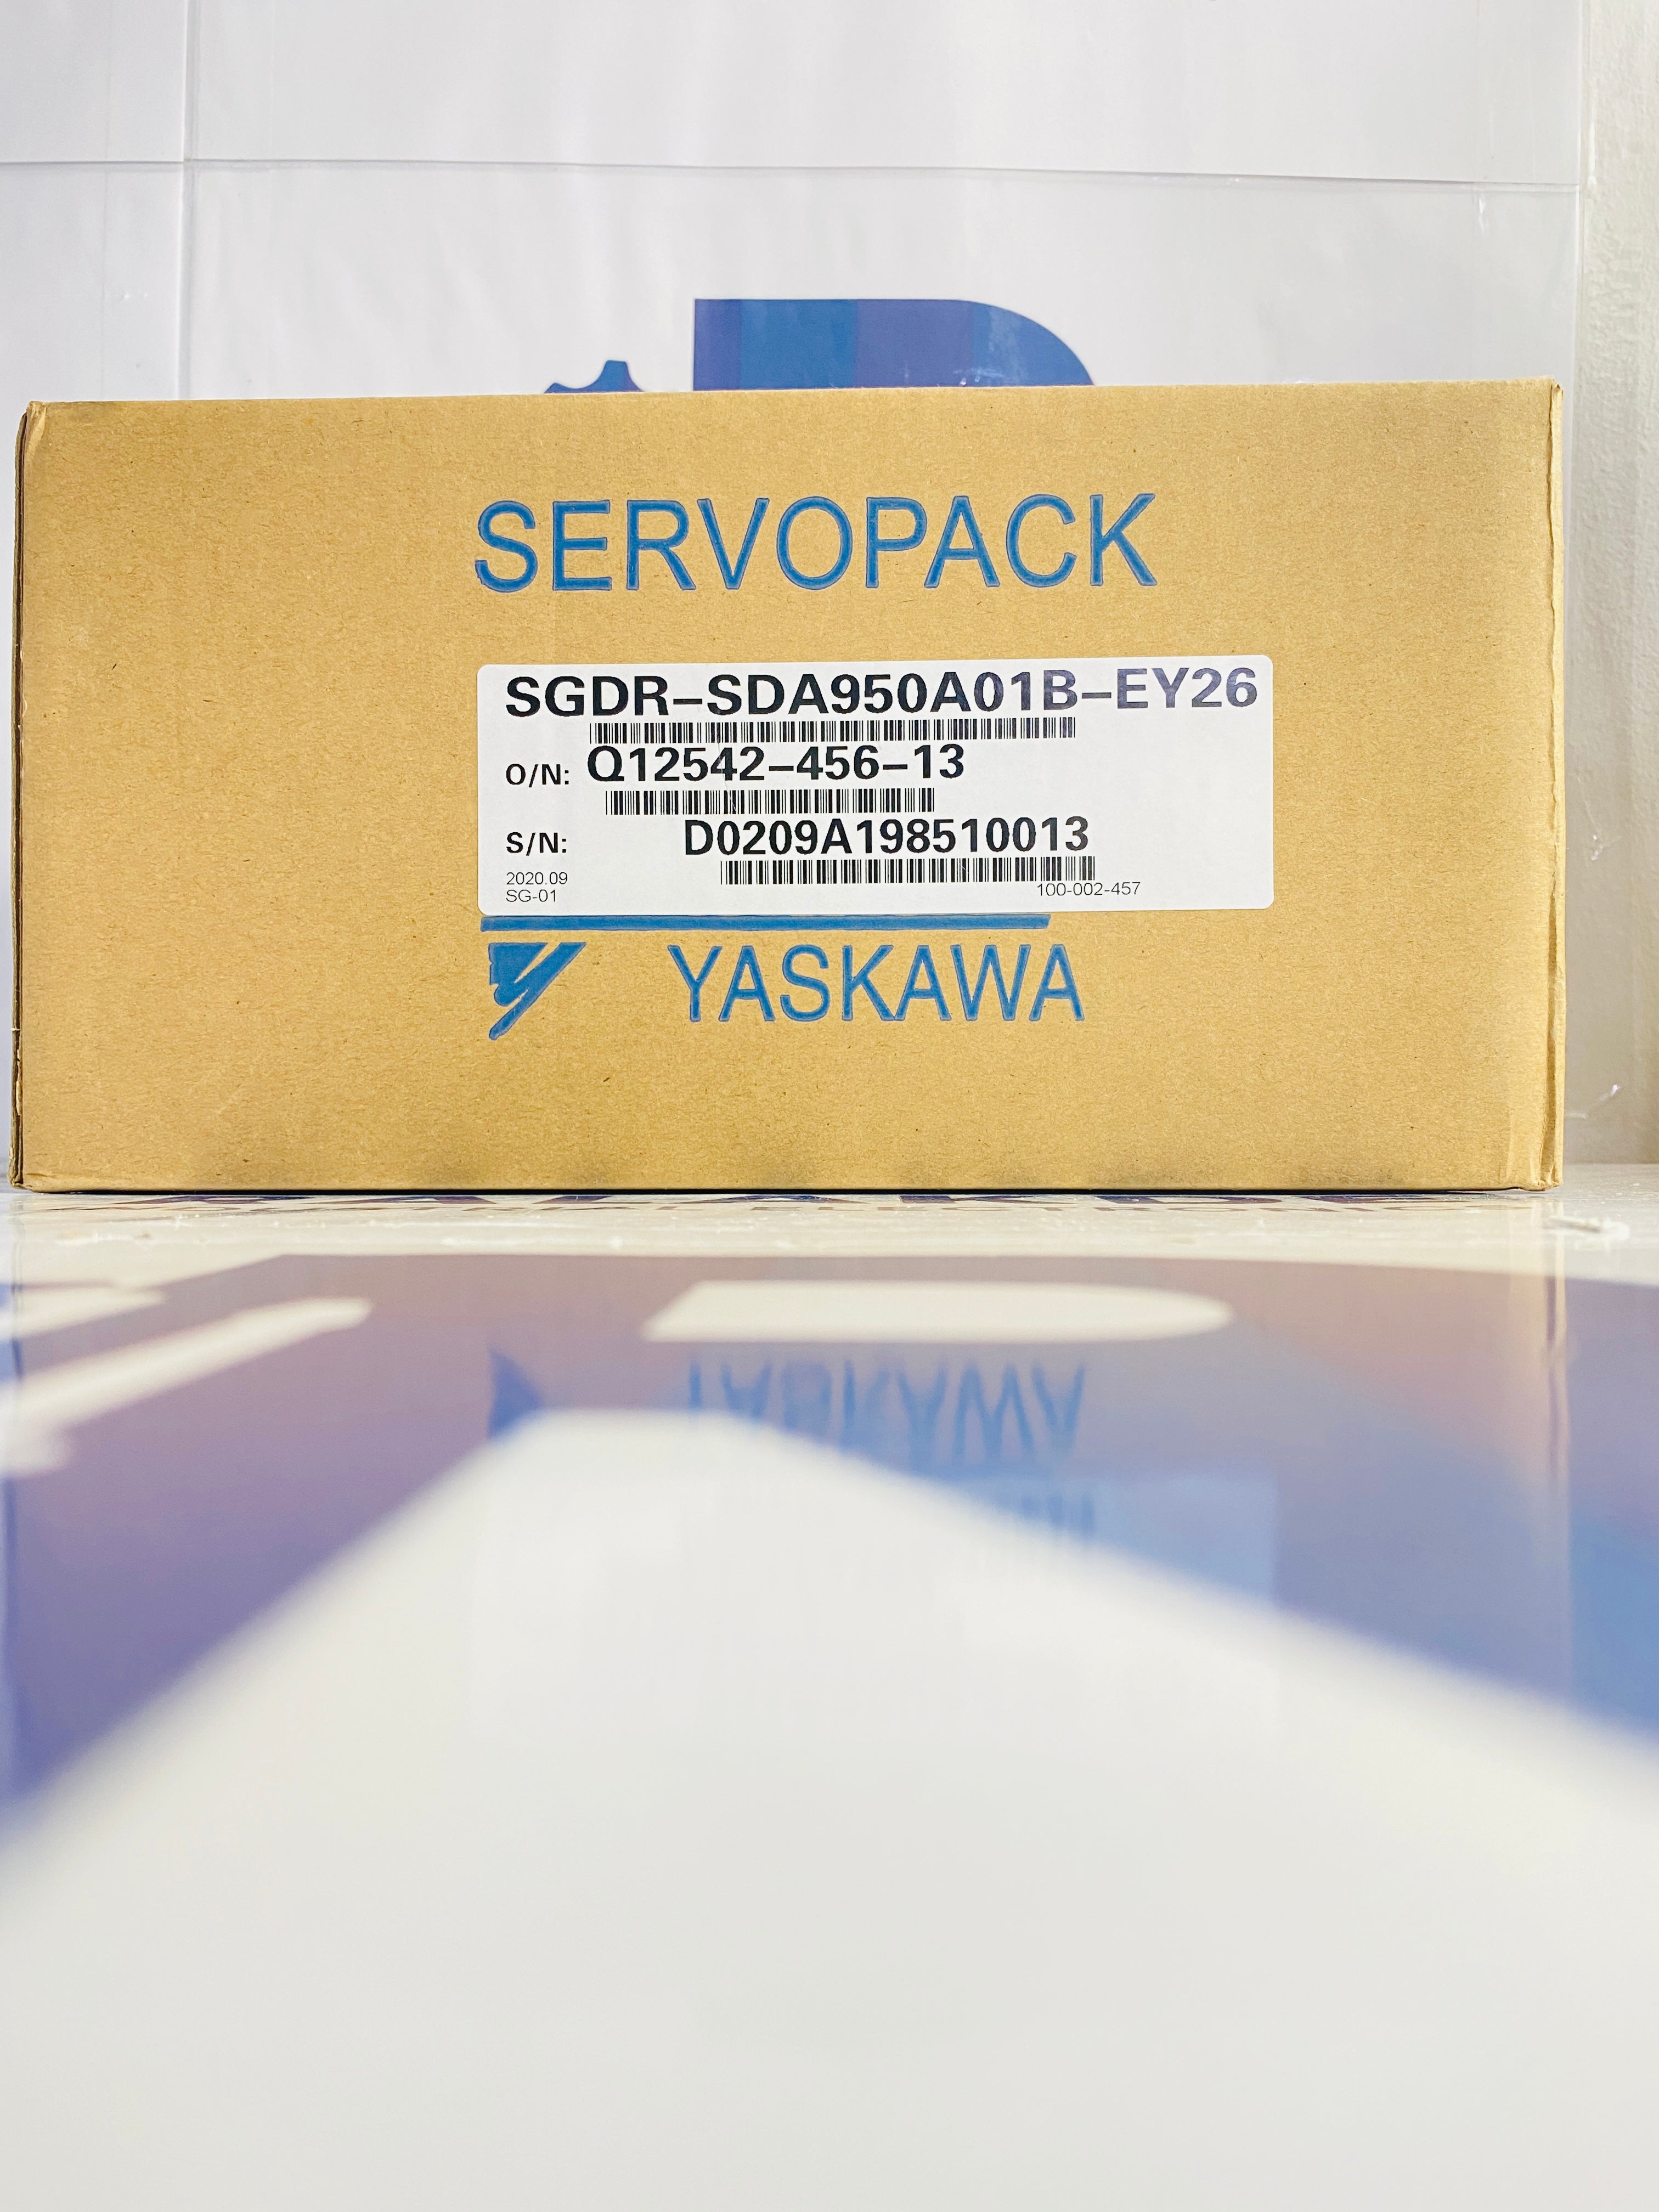 SERVOPACK
SGDR-SDA950A01B-EY26
O/N: Q12542-456-13
S/N: D0209A198510013
2020.09
SG-01 100-002-457
YASKAWA